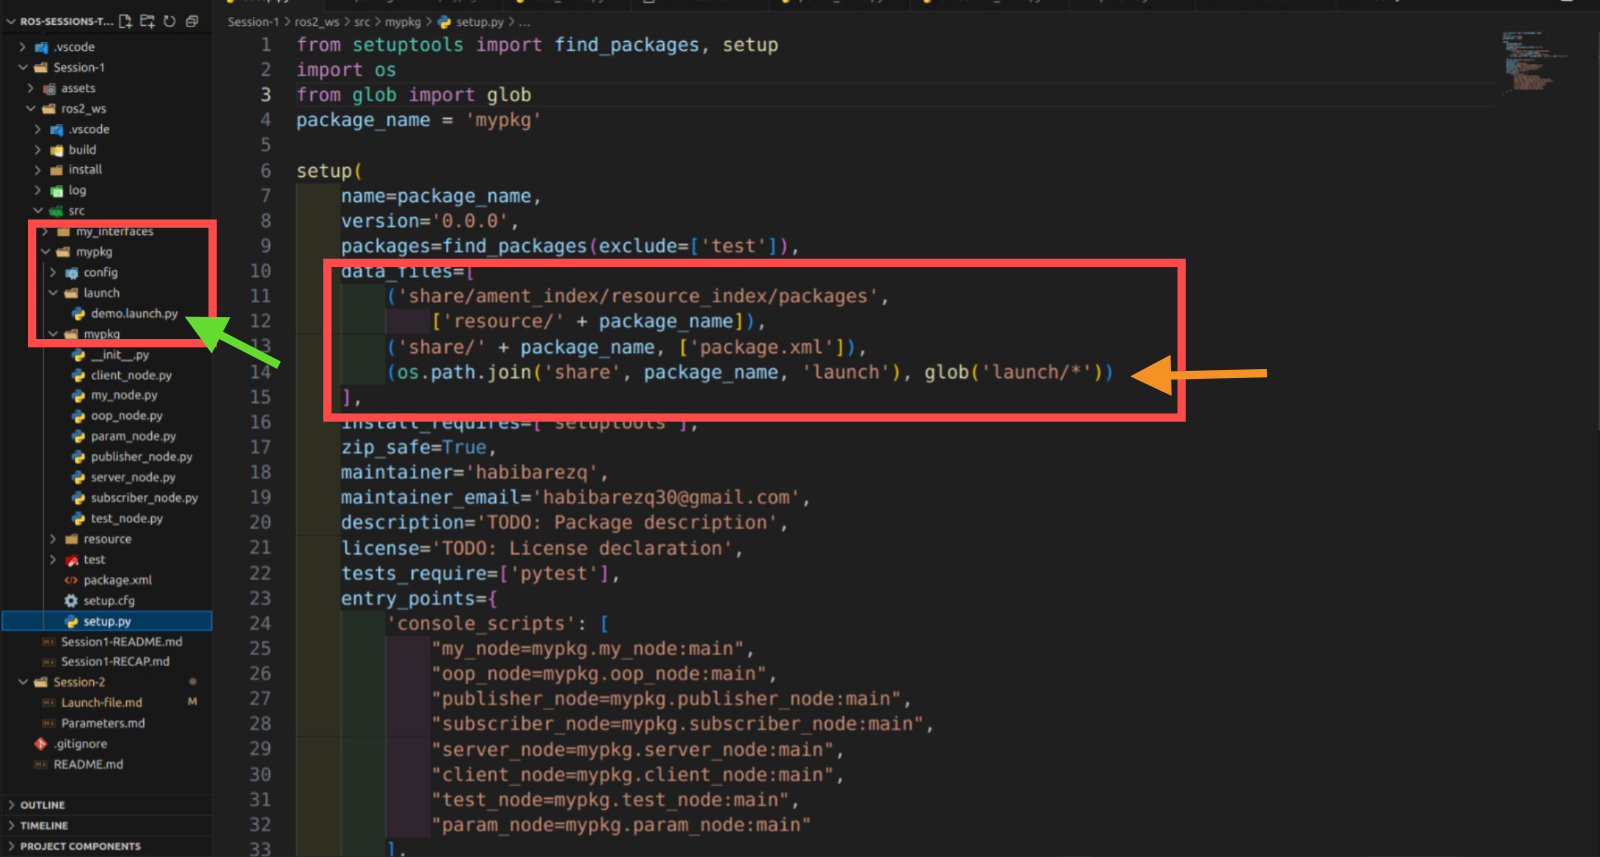 ROS-SESSIONS-T...
.vscode
Session-1
assets
ros2_ws
.vscode
build
install
log
src
my_interfaces
mypkg
config
launch
demo.launch.py
mypkg
__init__.py
client_node.py
my_node.py
oop_node.py
param_node.py
publisher_node.py
server_node.py
subscriber_node.py
test_node.py
resource
test
package.xml
setup.cfg
setup.py
Session1-README.md
Session1-RECAP.md
Session-2
Launch-file.md M
Parameters.md
.gitignore
README.md
OUTLINE
TIMELINE
PROJECT COMPONENTS
Session-1 > ros2_ws > src > mypkg > setup.py > ...
1 from setuptools import find_packages, setup
2 import os
3 from glob import glob
4 package_name = 'mypkg'
5
6 setup(
7 name=package_name,
8 version='0.0.0',
9 packages=find_packages(exclude=['test']),
10 data_files=[
11 ('share/ament_index/resource_index/packages',
12 ['resource/' + package_name]),
13 ('share/' + package_name, ['package.xml']),
14 (os.path.join('share', package_name, 'launch'), glob('launch/*'))
15 ],
16 install_requires=['setuptools'],
17 zip_safe=True,
18 maintainer='habibarezq',
19 maintainer_email='habibarezq30@gmail.com',
20 description='TODO: Package description',
21 license='TODO: License declaration',
22 tests_require=['pytest'],
23 entry_points={
24 'console_scripts': [
25 "my_node=mypkg.my_node:main",
26 "oop_node=mypkg.oop_node:main",
27 "publisher_node=mypkg.publisher_node:main",
28 "subscriber_node=mypkg.subscriber_node:main",
29 "server_node=mypkg.server_node:main",
30 "client_node=mypkg.client_node:main",
31 "test_node=mypkg.test_node:main",
32 "param_node=mypkg.param_node:main"
33 ],